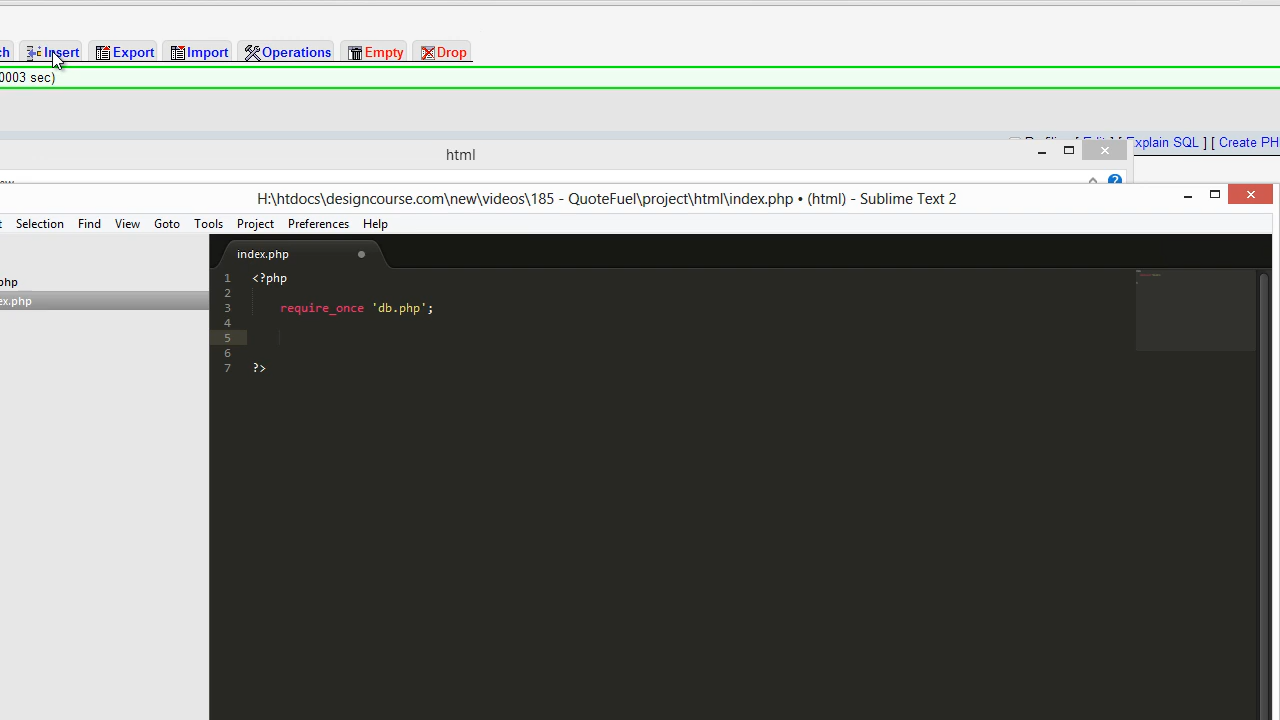 ch Insert Export Import Operations Empty Drop
0003 sec)
Explain SQL ] [ Create PH
html
H:\htdocs\designcourse.com\new\videos\185 - QuoteFuel\project\html\index.php • (html) - Sublime Text 2
t Selection Find View Goto Tools Project Preferences Help
index.php
php
ex.php
1 <?php
2
3 require_once 'db.php';
4
5
6
7 ?>